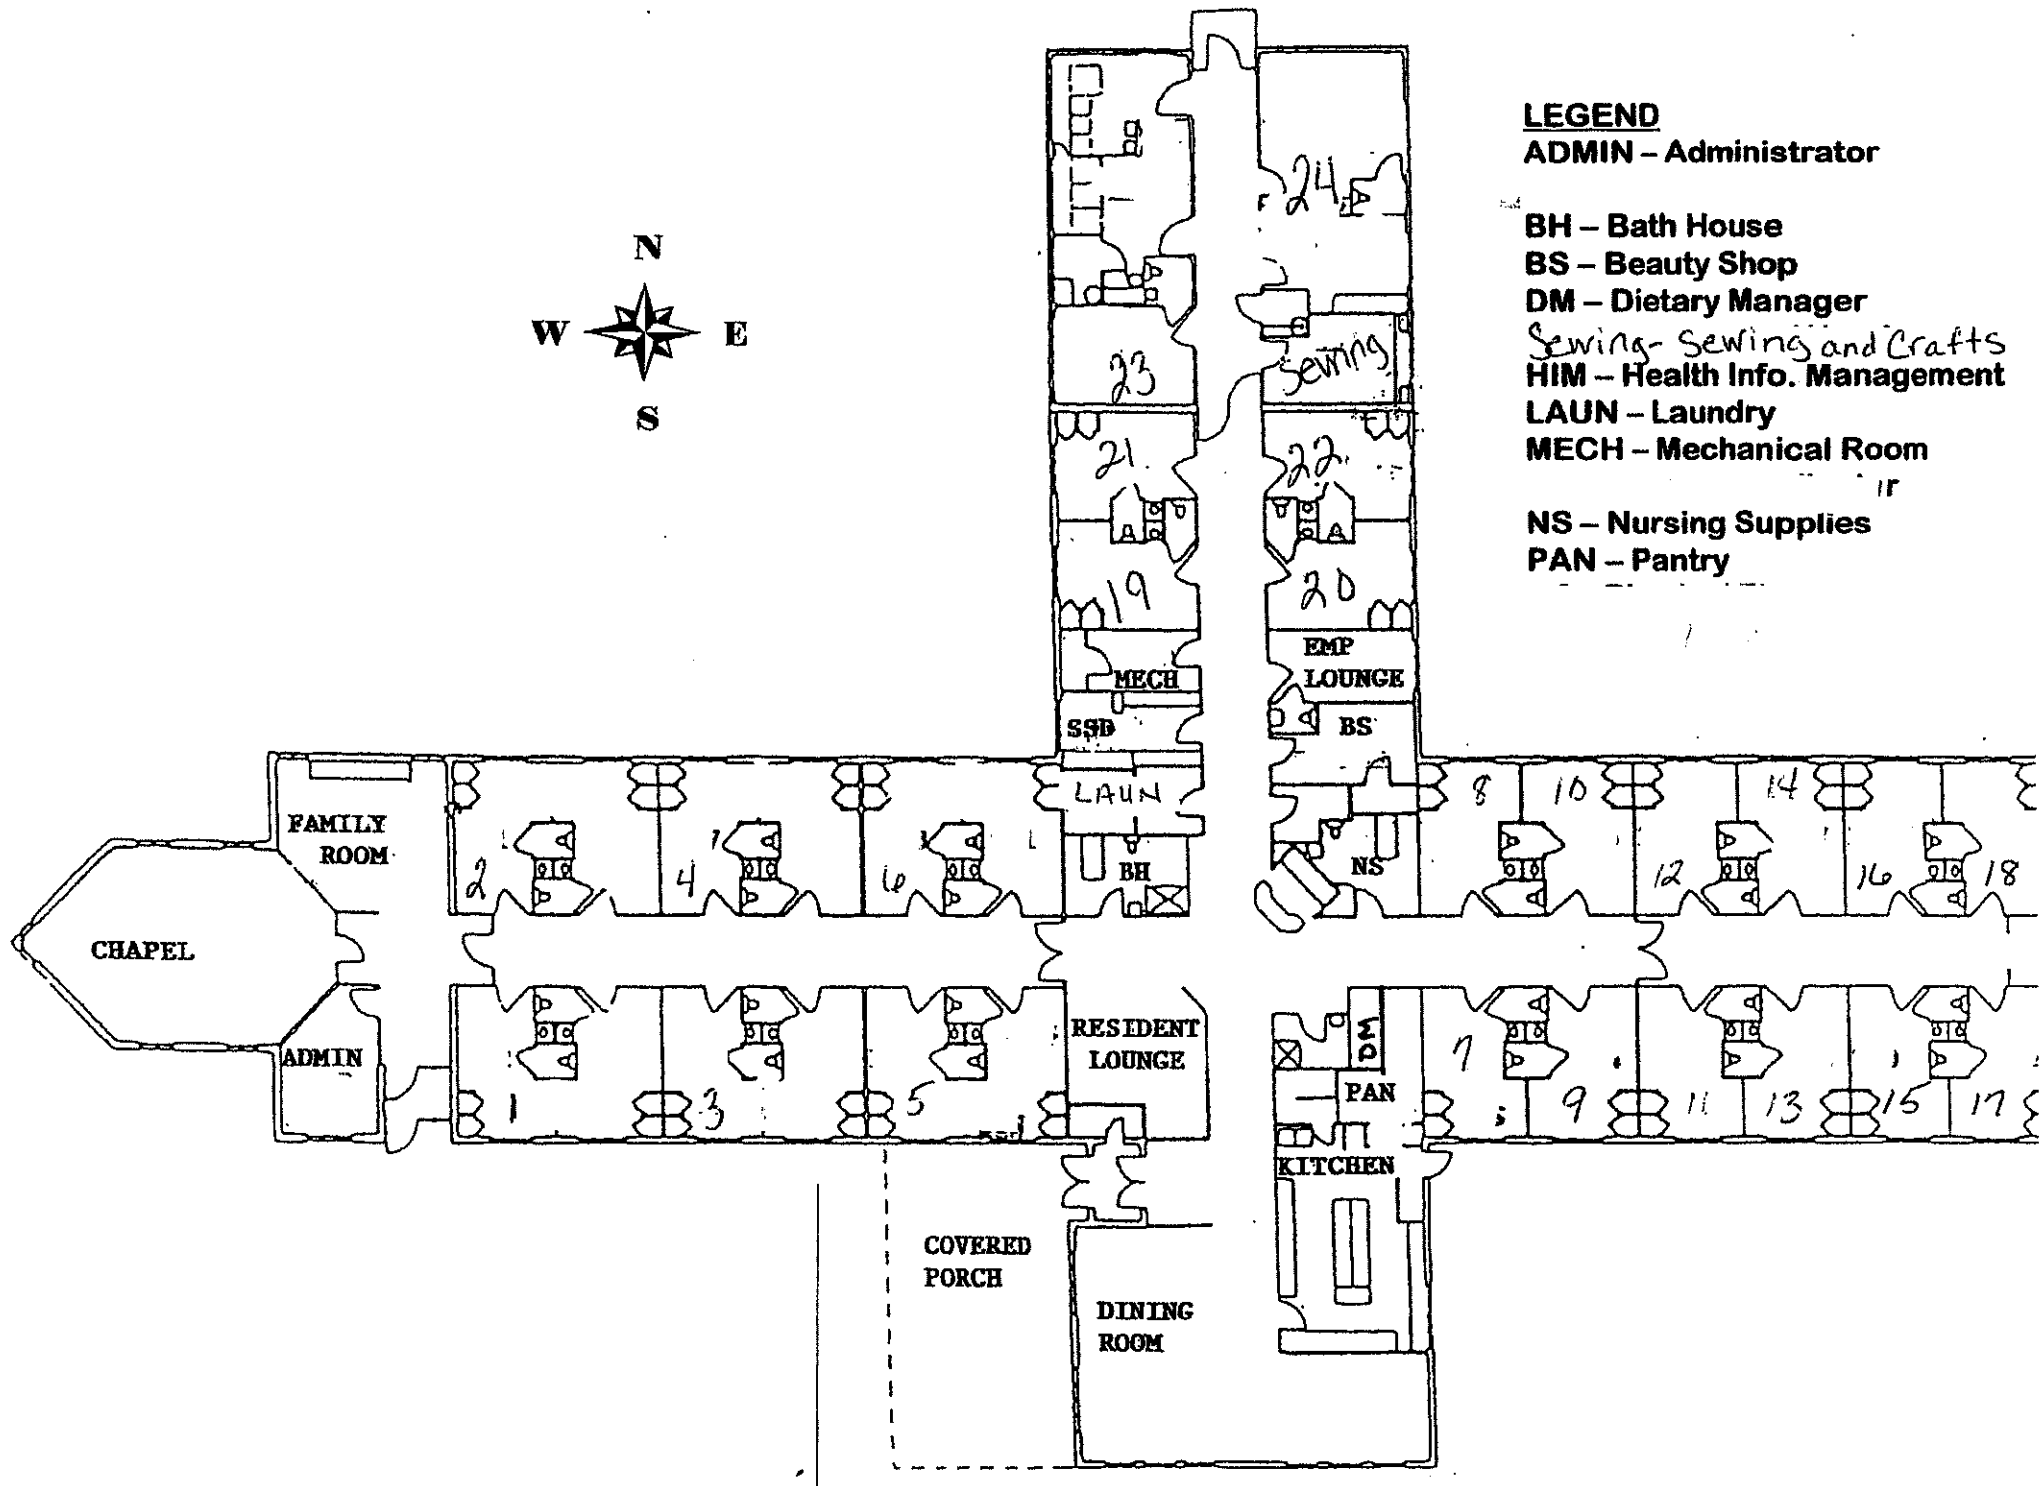 LEGEND
ADMIN – Administrator
BH – Bath House
BS – Beauty Shop
DM – Dietary Manager
Sewing - Sewing and Crafts
HIM – Health Info. Management
LAUN – Laundry
MECH – Mechanical Room
NS – Nursing Supplies
PAN – Pantry
N
W E
S
24
23
Sewing
21
22
19
20
MECH
EMP
LOUNGE
SSD
BS
LAUN
BH
NS
FAMILY
ROOM
2
4
6
8
10
12
14
16
18
CHAPEL
ADMIN
1
3
5
RESIDENT
LOUNGE
DM
PAN
7
9
11
13
15
17
KITCHEN
COVERED
PORCH
DINING
ROOM